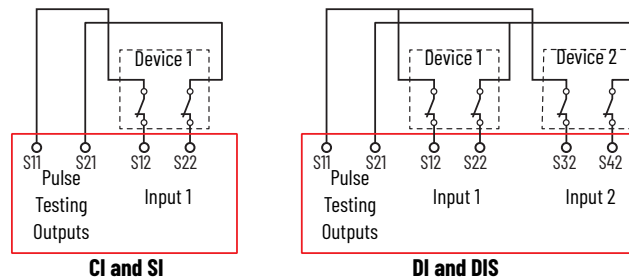 Device 1
S11 S21 S12 S22
Pulse
Testing
Outputs
Input 1
CI and SI
Device 1 Device 2
S11 S21 S12 S22 S32 S42
Pulse
Testing
Outputs
Input 1 Input 2
DI and DIS